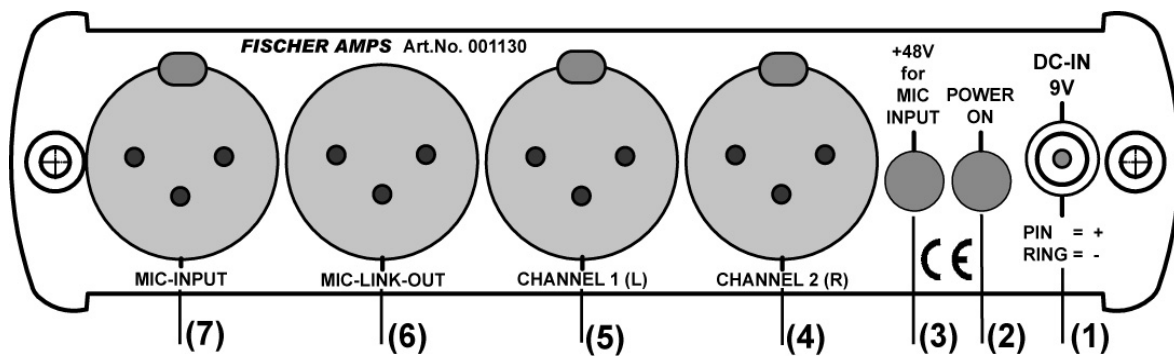 FISCHER AMPS Art.No. 001130
+48V
for
MIC
INPUT
POWER
ON
DC-IN
9V
PIN = +
RING = -
CE
MIC-INPUT
MIC-LINK-OUT
CHANNEL 1 (L)
CHANNEL 2 (R)
(7)
(6)
(5)
(4)
(3)
(2)
(1)